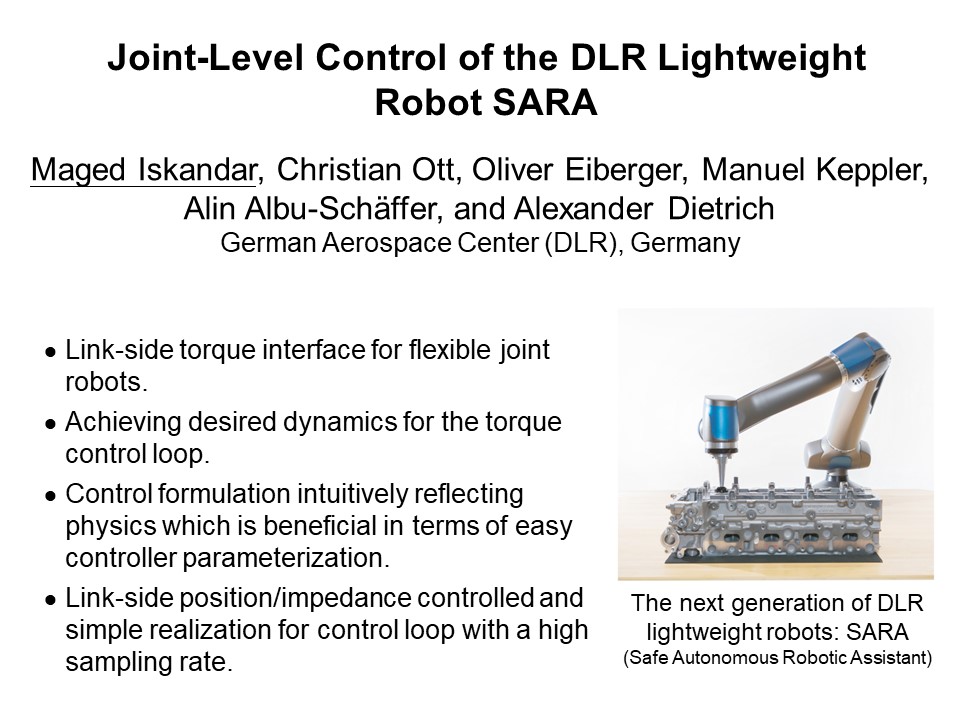 Joint-Level Control of the DLR Lightweight
Robot SARA
Maged Iskandar, Christian Ott, Oliver Eiberger, Manuel Keppler,
Alin Albu-Schäffer, and Alexander Dietrich
German Aerospace Center (DLR), Germany
• Link-side torque interface for flexible joint
robots.
• Achieving desired dynamics for the torque
control loop.
• Control formulation intuitively reflecting
physics which is beneficial in terms of easy
controller parameterization.
• Link-side position/impedance controlled and
simple realization for control loop with a high
sampling rate.
The next generation of DLR
lightweight robots: SARA
(Safe Autonomous Robotic Assistant)